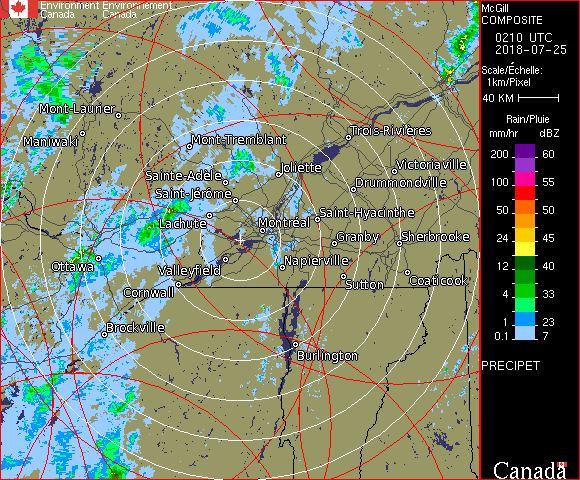 Environment Environnement
Canada Canada
McGill
COMPOSITE
0210 UTC
2018-07-25
Scale/Échelle:
1km/Pixel
40 KM
Rain/Pluie
mm/hr dBZ
200 60
100 55
50 50
24 45
12 40
4 33
1 23
0.1 7
PRECIPET
Canada
Mont-Laurier
Maniwaki
Mont-Tremblant
Trois-Rivières
Victoriaville
Joliette
Sainte-Adèle
Drummondville
Saint-Jérôme
Lachute
Saint-Hyacinthe
Montréal
Granby
Sherbrooke
Ottawa
Valleyfield
Napierville
Cornwall
Sutton
Coaticook
Brockville
Burlington